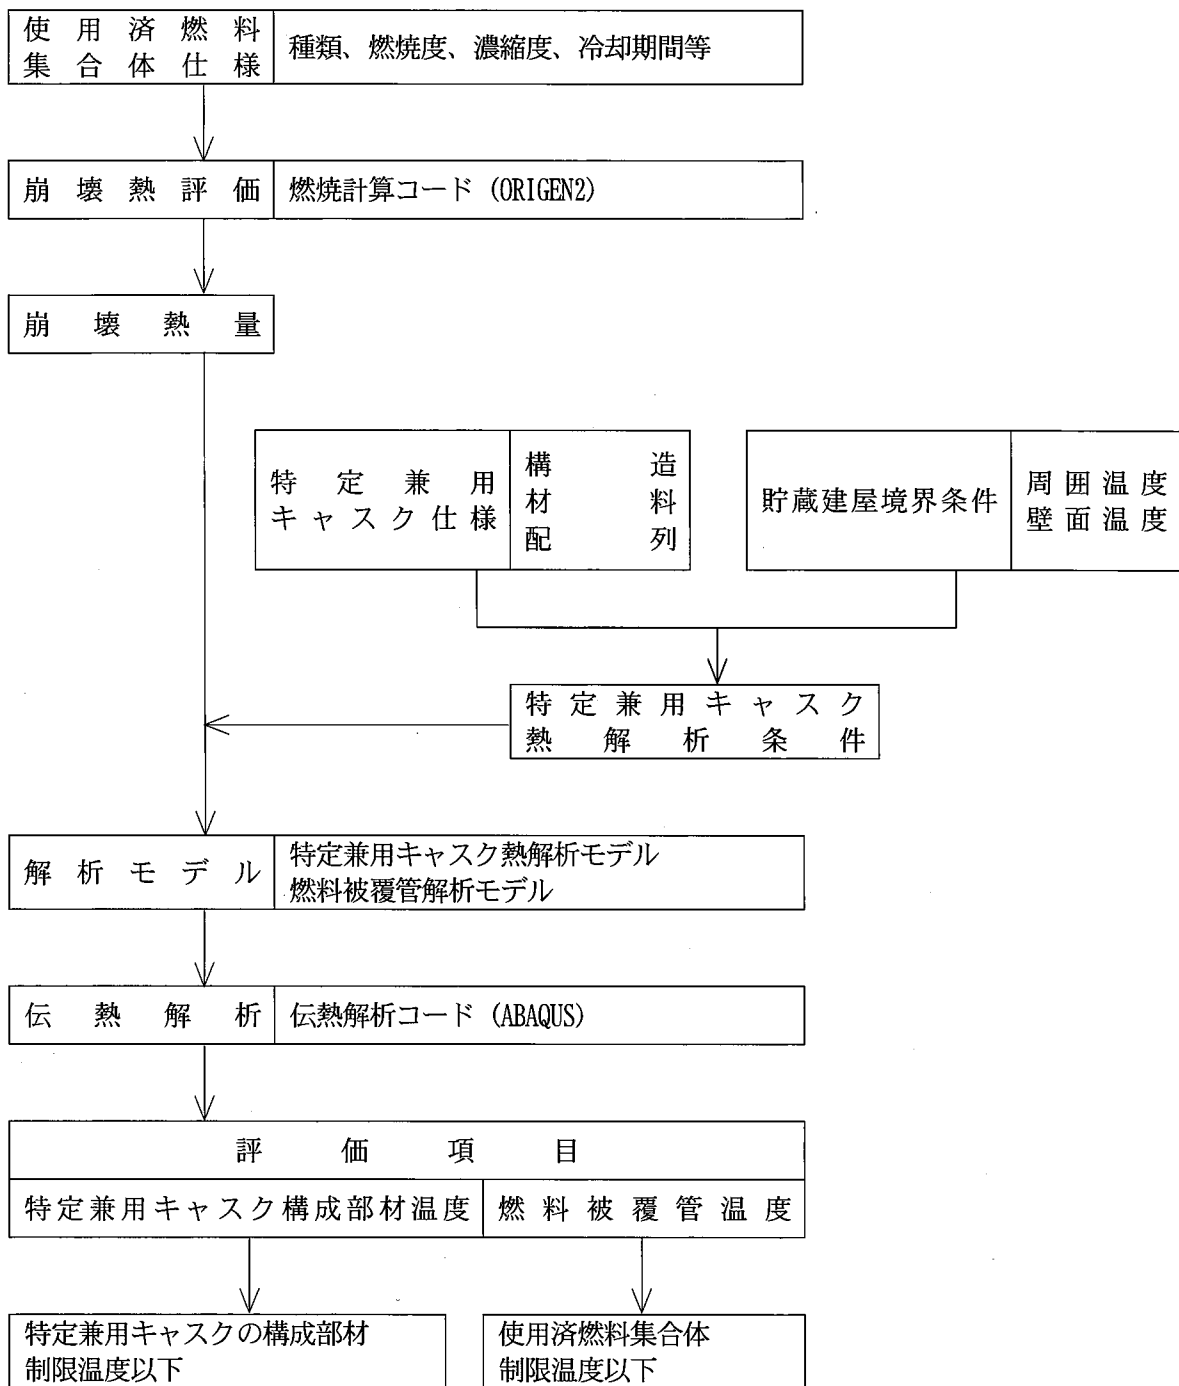 使用済燃料
集合体仕様
種類、燃焼度、濃縮度、冷却期間等
崩壊熱評価
燃焼計算コード (ORIGEN2)
崩壊熱量
特定兼用
キャスク仕様
構造
材料
配列
貯蔵建屋境界条件
周囲温度
壁面温度
特定兼用キャスク
熱解析条件
解析モデル
特定兼用キャスク熱解析モデル
燃料被覆管解析モデル
伝熱解析
伝熱解析コード (ABAQUS)
評価項目
特定兼用キャスク構成部材温度
燃料被覆管温度
特定兼用キャスクの構成部材
制限温度以下
使用済燃料集合体
制限温度以下